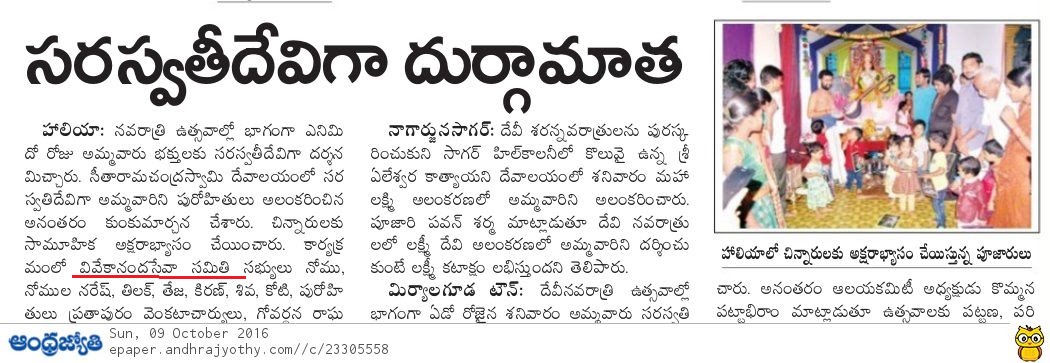 సరస్వతీదేవిగా దుర్గామాత
హాలియా: నవరాత్రి ఉత్సవాల్లో భాగంగా ఎనిమి
దో రోజు అమ్మవారు భక్తులకు సరస్వతీదేవిగా దర్శన
మిచ్చారు. సీతారామచంద్రస్వామి దేవాలయంలో సర
స్వతిదేవిగా అమ్మవారిని పురోహితులు అలంకరించిన
అనంతరం కుంకుమార్చన చేశారు. చిన్నారులకు
సామూహిక అక్షరాభ్యాసం చేయించారు. కార్యక్ర
మంలో వివేకానందసేవా సమితి సభ్యులు నోము,
నోముల నరేష్, తిలక్, తేజ, కిరణ్, శివ, కోటి, పురోహి
తులు ప్రతాపురం వెంకటాచార్యులు, గోవర్ధన రాఘ
నాగార్జునసాగర్: దేవీ శరన్నవరాత్రులను పురస్క
రించుకుని సాగర్ హిల్‌కాలనీలో కొలువై ఉన్న శ్రీ
ఏలేశ్వర కాత్యాయని దేవాలయంలో శనివారం మహా
లక్ష్మి అలంకరణలో అమ్మవారిని అలంకరించారు.
పూజారి పవన్ శర్మ మాట్లాడుతూ దేవి నవరాత్రు
లలో లక్ష్మీ దేవి అలంకరణలో అమ్మవారిని దర్శించు
కుంటే లక్ష్మీ కటాక్షం లభిస్తుందని తెలిపారు.
మిర్యాలగూడ టౌన్: దేవీనవరాత్రి ఉత్సవాల్లో
భాగంగా ఏడో రోజైన శనివారం అమ్మవారు సరస్వతి
హాలియాలో చిన్నారులకు అక్షరాభ్యాసం చేయిస్తున్న పూజారులు
చారు. అనంతరం ఆలయకమిటీ అధ్యక్షుడు కొమ్మన
పట్టాభిరాం మాట్లాడుతూ ఉత్సవాలకు పట్టణ, పరి
ఆంధ్రజ్యోతి
Sun, 09 October 2016
epaper.andhrajyothy.com//c/23305558